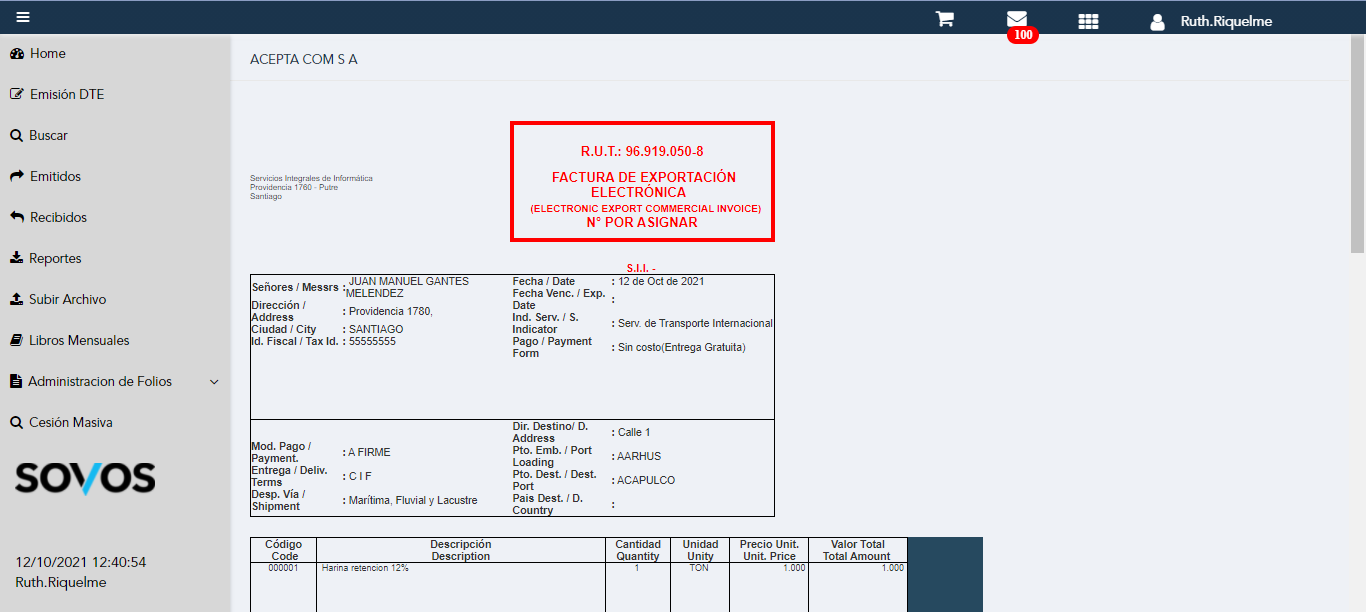 Ruth.Riquelme
100
Home
Emisión DTE
Buscar
Emitidos
Recibidos
Reportes
Subir Archivo
Libros Mensuales
Administracion de Folios
Cesión Masiva
SOVOS
12/10/2021 12:40:54
Ruth.Riquelme
ACEPTA COM S A
Servicios Integrales de Informática
Providencia 1760 - Putre
Santiago
R.U.T.: 96.919.050-8
FACTURA DE EXPORTACIÓN
ELECTRÓNICA
(ELECTRONIC EXPORT COMMERCIAL INVOICE)
N° POR ASIGNAR
S.I.I. -
Señores / Messrs : JUAN MANUEL GANTES
MELENDEZ
Dirección /
Address : Providencia 1780,
Ciudad / City : SANTIAGO
Id. Fiscal / Tax Id. : 55555555
Fecha / Date : 12 de Oct de 2021
Fecha Venc. / Exp.
Date :
Ind. Serv. / S.
Indicator : Serv. de Transporte Internacional
Pago / Payment
Form : Sin costo(Entrega Gratuita)
Mod. Pago /
Payment. : A FIRME
Entrega / Deliv.
Terms : C I F
Desp. Vía /
Shipment : Marítima, Fluvial y Lacustre
Dir. Destino/ D.
Address : Calle 1
Pto. Emb. / Port
Loading : AARHUS
Pto. Dest. / Dest.
Port : ACAPULCO
Pais Dest. / D.
Country :
Código Descripción Cantidad Unidad Precio Unit. Valor Total
Code Description Quantity Unity Unit. Price Total Amount
000001 Harina retencion 12% 1 TON 1.000 1.000